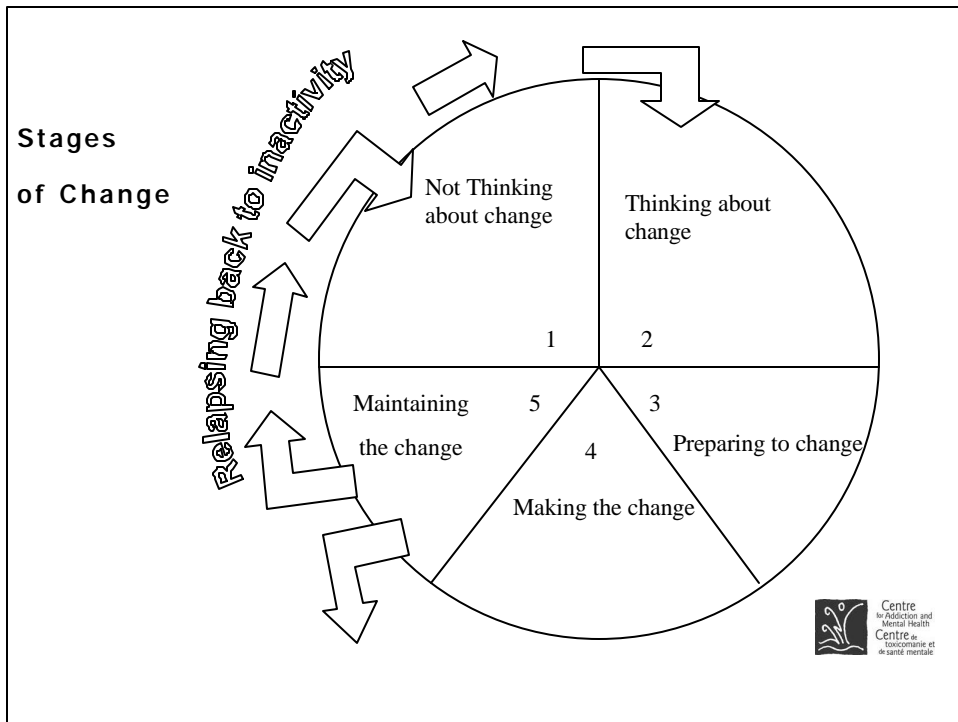 Stages
of Change
Relapsing back to inactivity
Not Thinking
about change
1
Thinking about
change
2
3
Preparing to change
4
Making the change
5
Maintaining
the change
Centre
for Addiction and
Mental Health
Centre de
toxicomanie et
de santé mentale